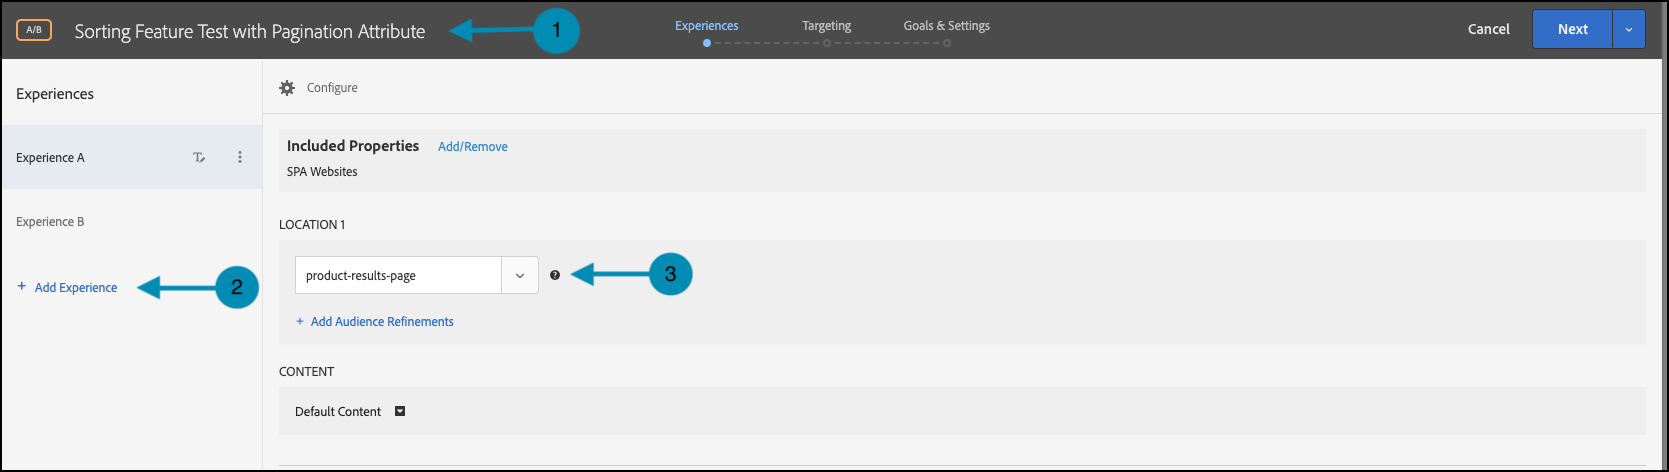 A/B Sorting Feature Test with Pagination Attribute 1 Experiences Targeting Goals & Settings Cancel Next
Experiences
Configure
Included Properties Add/Remove
Experience A
SPA Websites
Experience B
LOCATION 1
product-results-page ? 3
+ Add Experience 2
+ Add Audience Refinements
CONTENT
Default Content